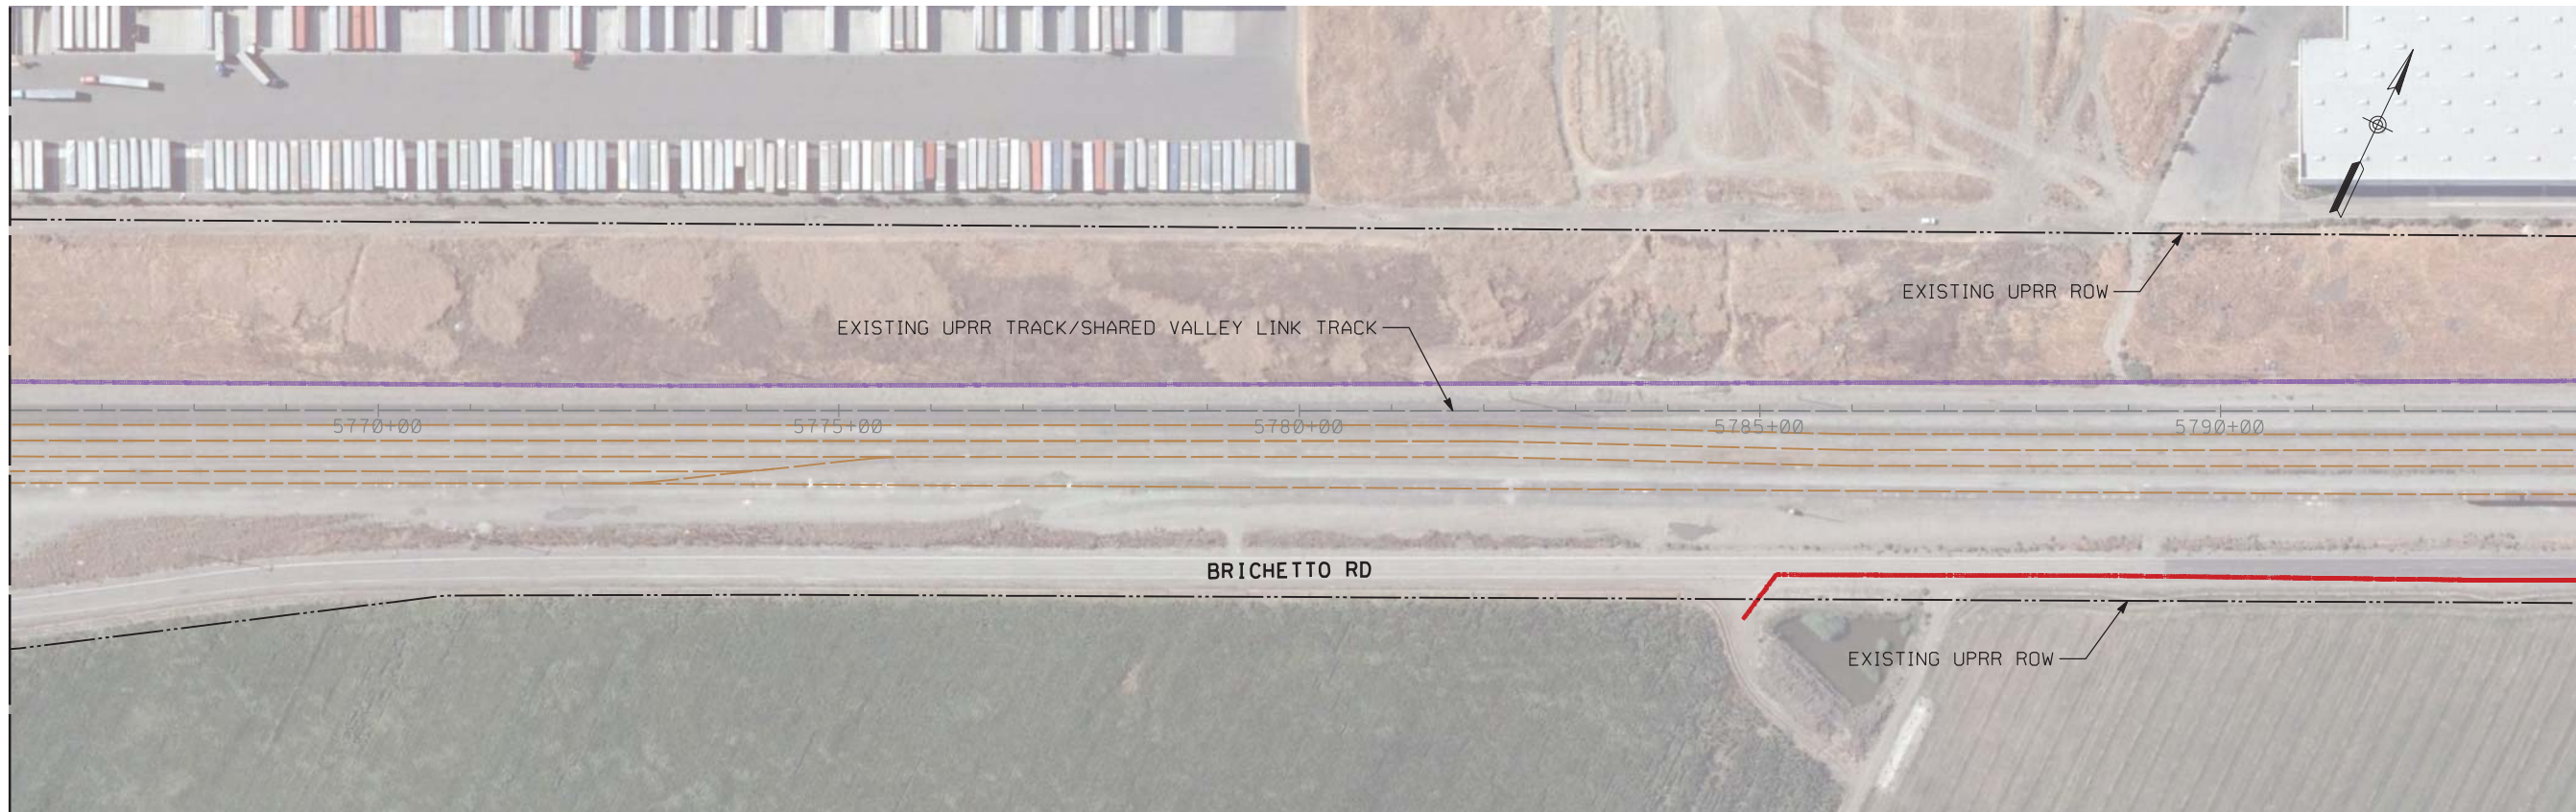 EXISTING UPRR ROW
EXISTING UPRR TRACK/SHARED VALLEY LINK TRACK
5770+00 5775+00 5780+00 5785+00 5790+00
BRICHETTO RD
EXISTING UPRR ROW